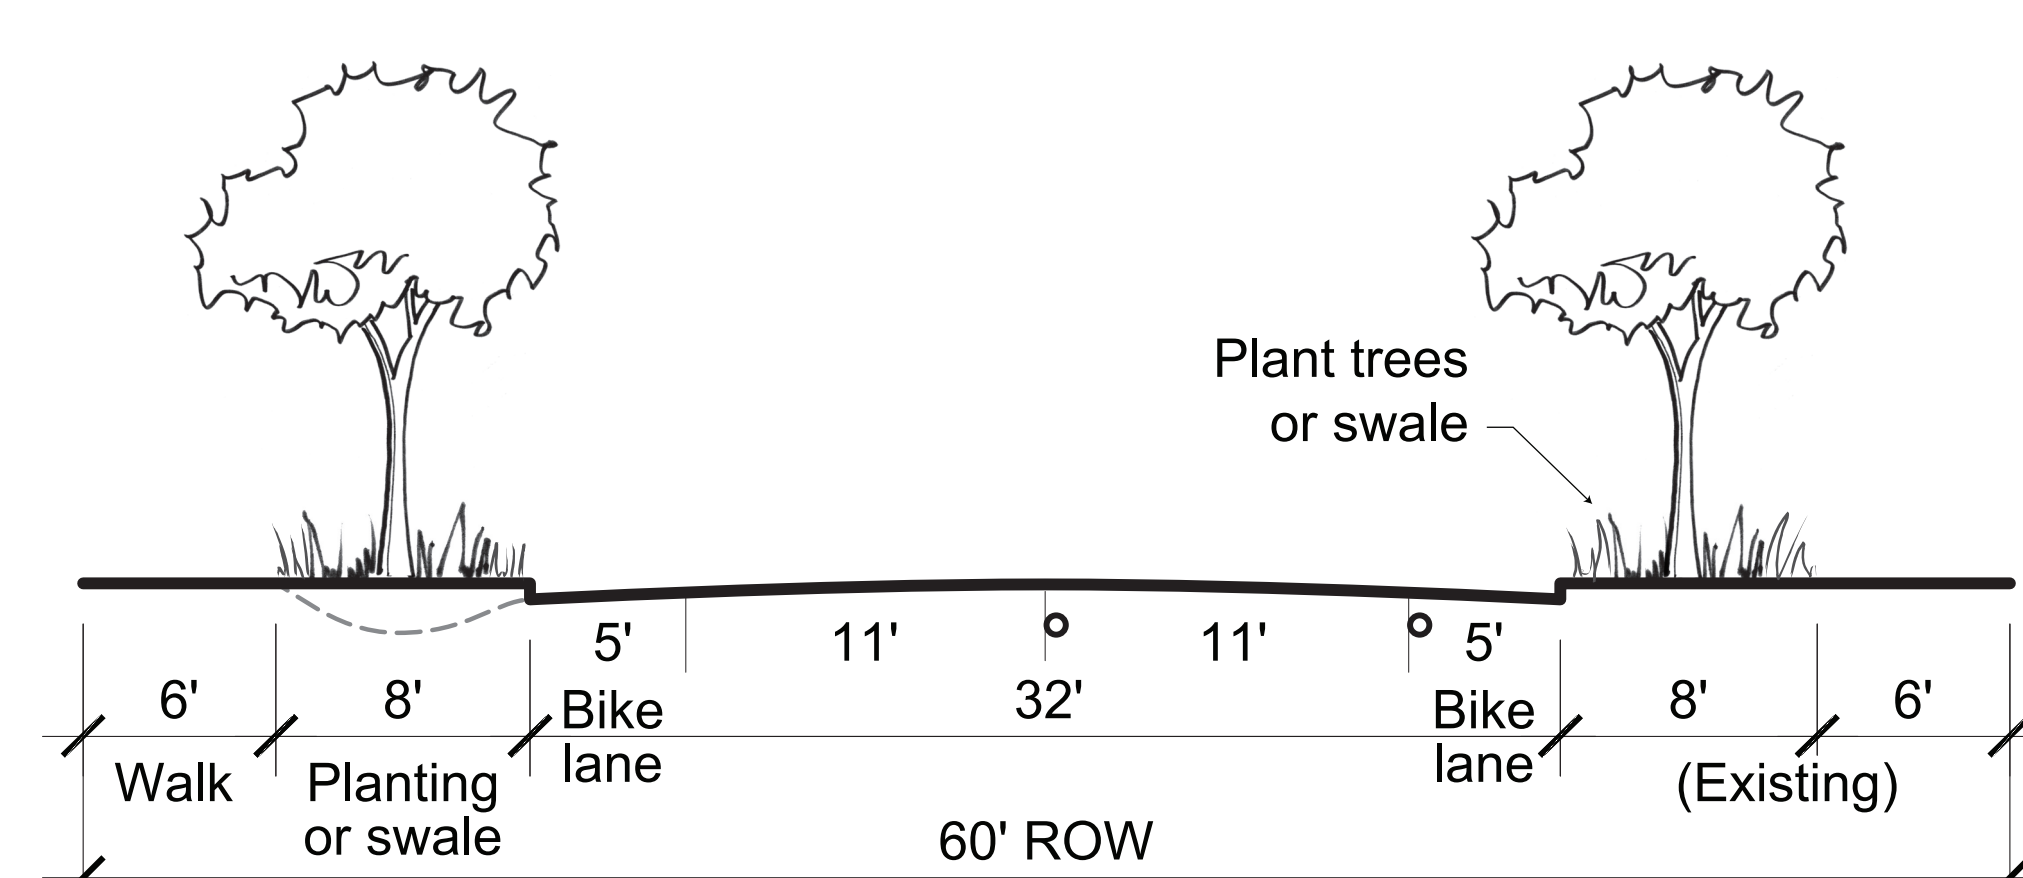 Plant trees
or swale
5'
11'
11'
5'
6'
8'
Bike
lane
32'
Bike
lane
8'
6'
Walk
Planting
or swale
(Existing)
60' ROW